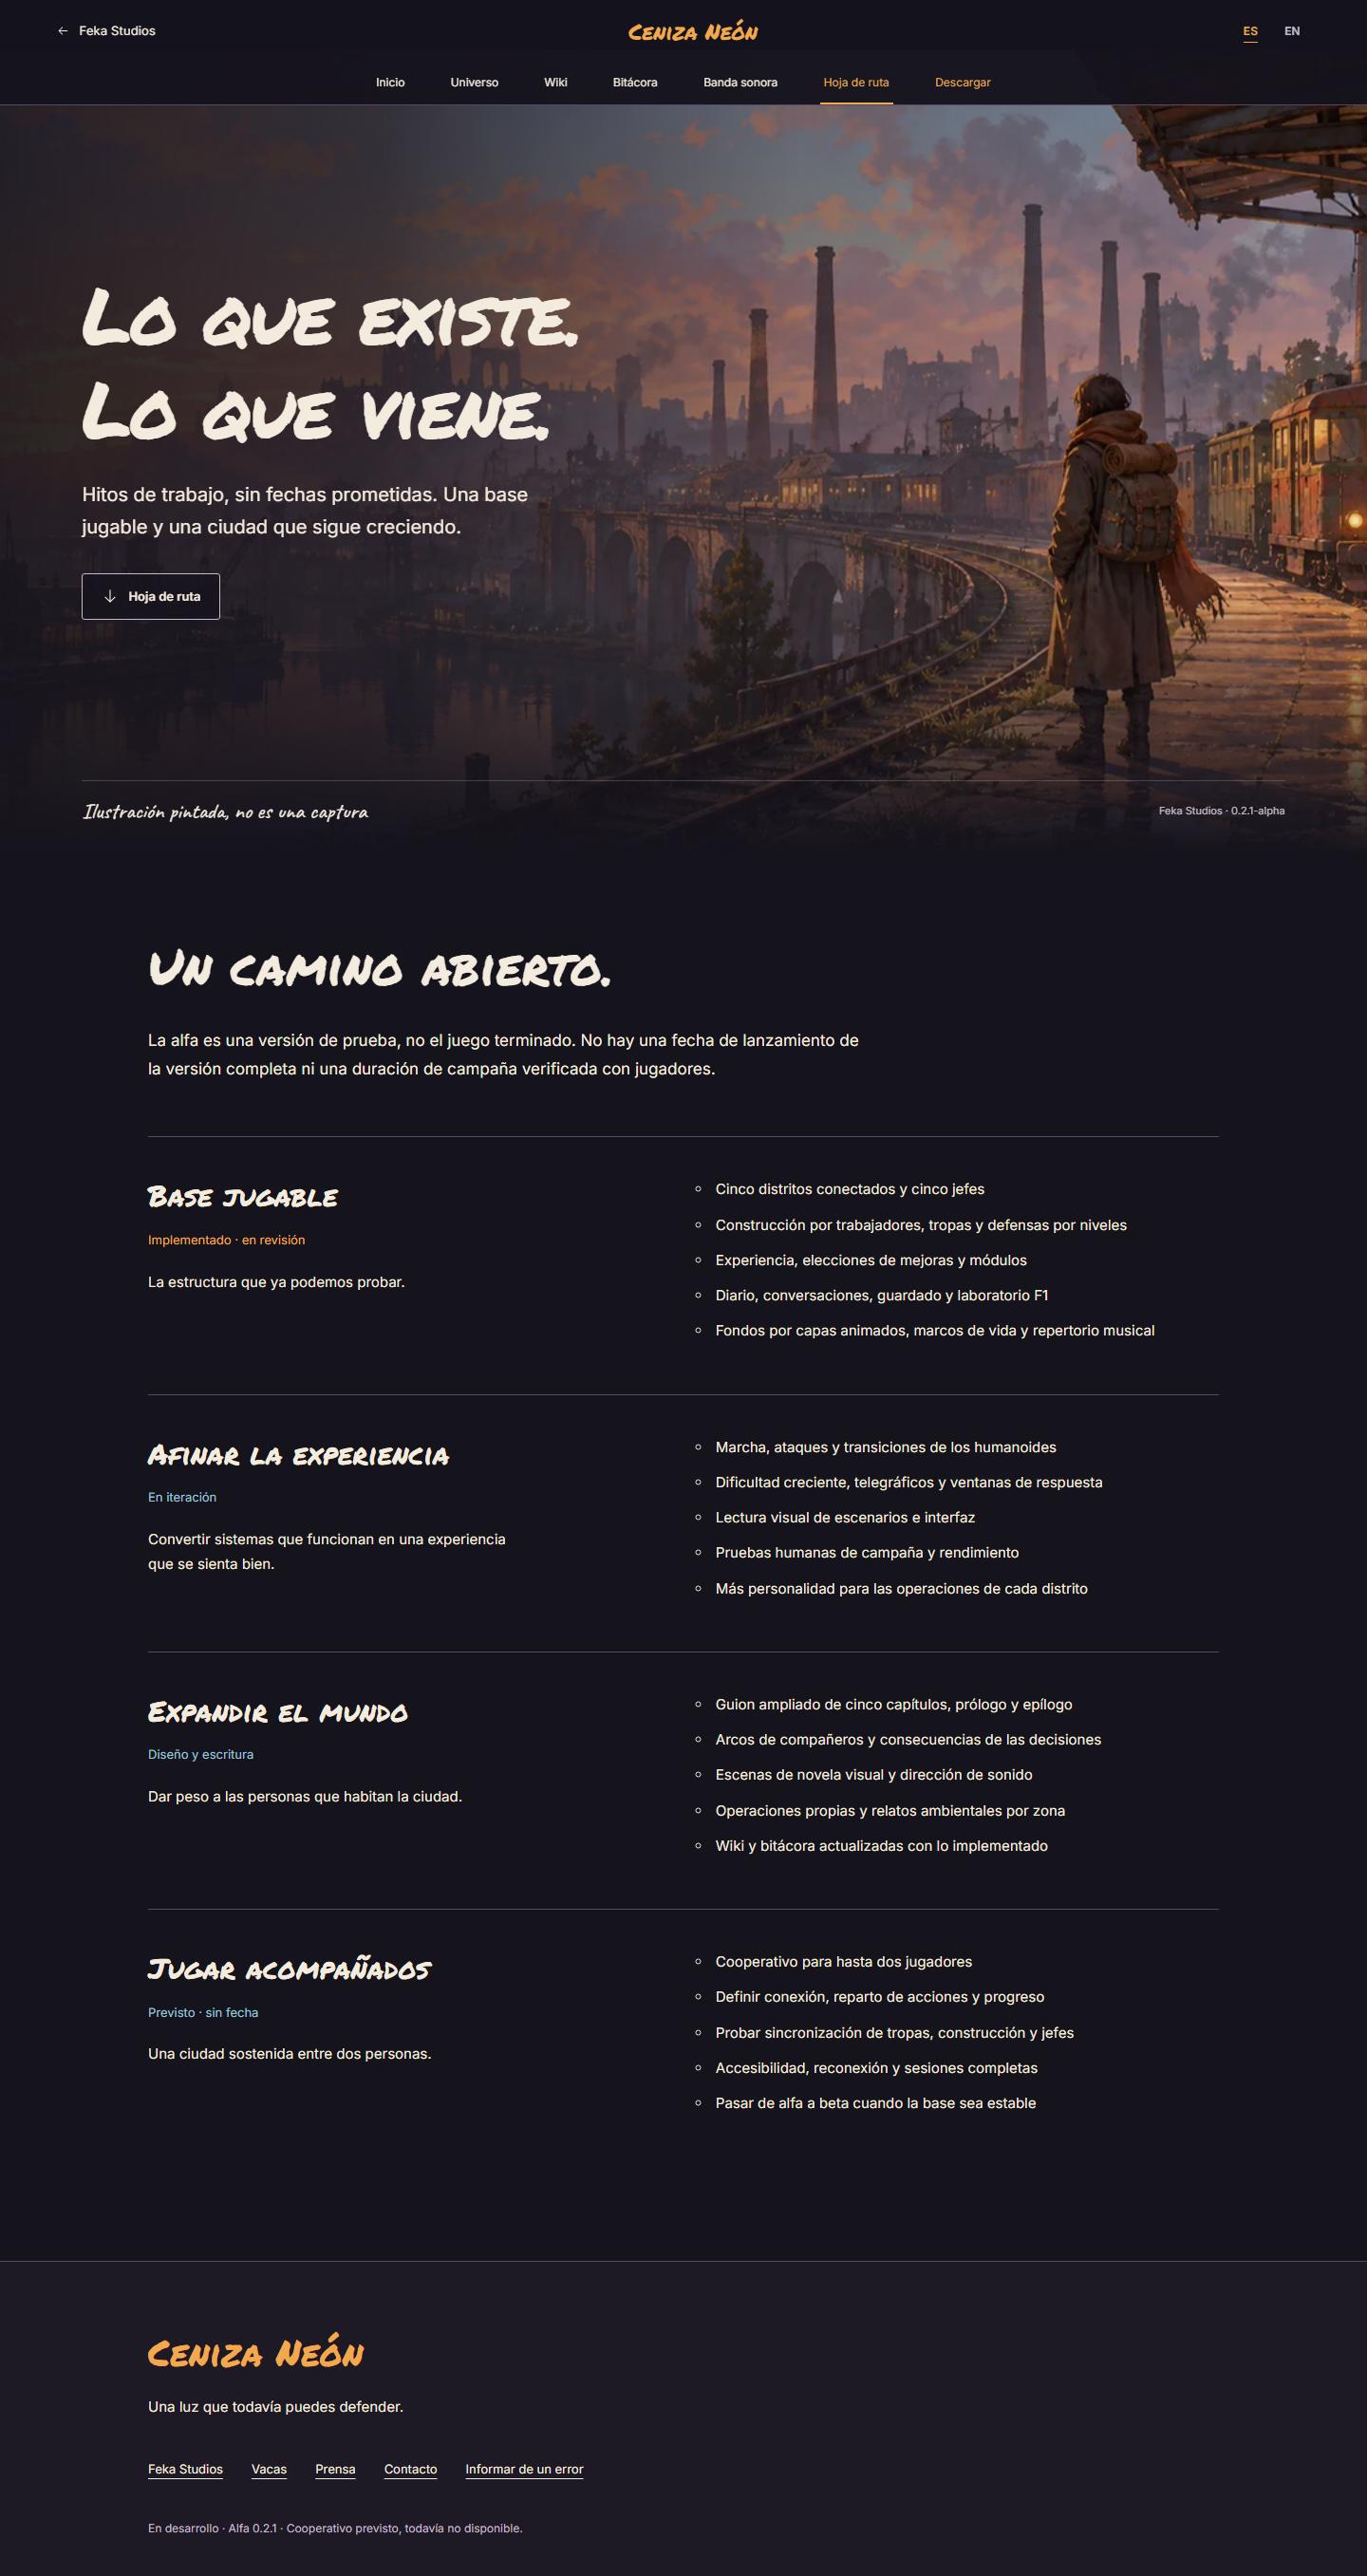 ← Feka Studios
Ceniza Neón
ES EN
Inicio Universo Wiki Bitácora Banda sonora Hoja de ruta Descargar
Lo que existe.
Lo que viene.
Hitos de trabajo, sin fechas prometidas. Una base
jugable y una ciudad que sigue creciendo.
↓ Hoja de ruta
Ilustración pintada, no es una captura
Feka Studios · 0.2.1-alpha
Un camino abierto.
La alfa es una versión de prueba, no el juego terminado. No hay una fecha de lanzamiento de
la versión completa ni una duración de campaña verificada con jugadores.
Base jugable
Implementado · en revisión
La estructura que ya podemos probar.
Cinco distritos conectados y cinco jefes
Construcción por trabajadores, tropas y defensas por niveles
Experiencia, elecciones de mejoras y módulos
Diario, conversaciones, guardado y laboratorio F1
Fondos por capas animados, marcos de vida y repertorio musical
Afinar la experiencia
En iteración
Convertir sistemas que funcionan en una experiencia
que se sienta bien.
Marcha, ataques y transiciones de los humanoides
Dificultad creciente, telegráficos y ventanas de respuesta
Lectura visual de escenarios e interfaz
Pruebas humanas de campaña y rendimiento
Más personalidad para las operaciones de cada distrito
Expandir el mundo
Diseño y escritura
Dar peso a las personas que habitan la ciudad.
Guion ampliado de cinco capítulos, prólogo y epílogo
Arcos de compañeros y consecuencias de las decisiones
Escenas de novela visual y dirección de sonido
Operaciones propias y relatos ambientales por zona
Wiki y bitácora actualizadas con lo implementado
Jugar acompañados
Previsto · sin fecha
Una ciudad sostenida entre dos personas.
Cooperativo para hasta dos jugadores
Definir conexión, reparto de acciones y progreso
Probar sincronización de tropas, construcción y jefes
Accesibilidad, reconexión y sesiones completas
Pasar de alfa a beta cuando la base sea estable
Ceniza Neón
Una luz que todavía puedes defender.
Feka Studios Vacas Prensa Contacto Informar de un error
En desarrollo · Alfa 0.2.1 · Cooperativo previsto, todavía no disponible.